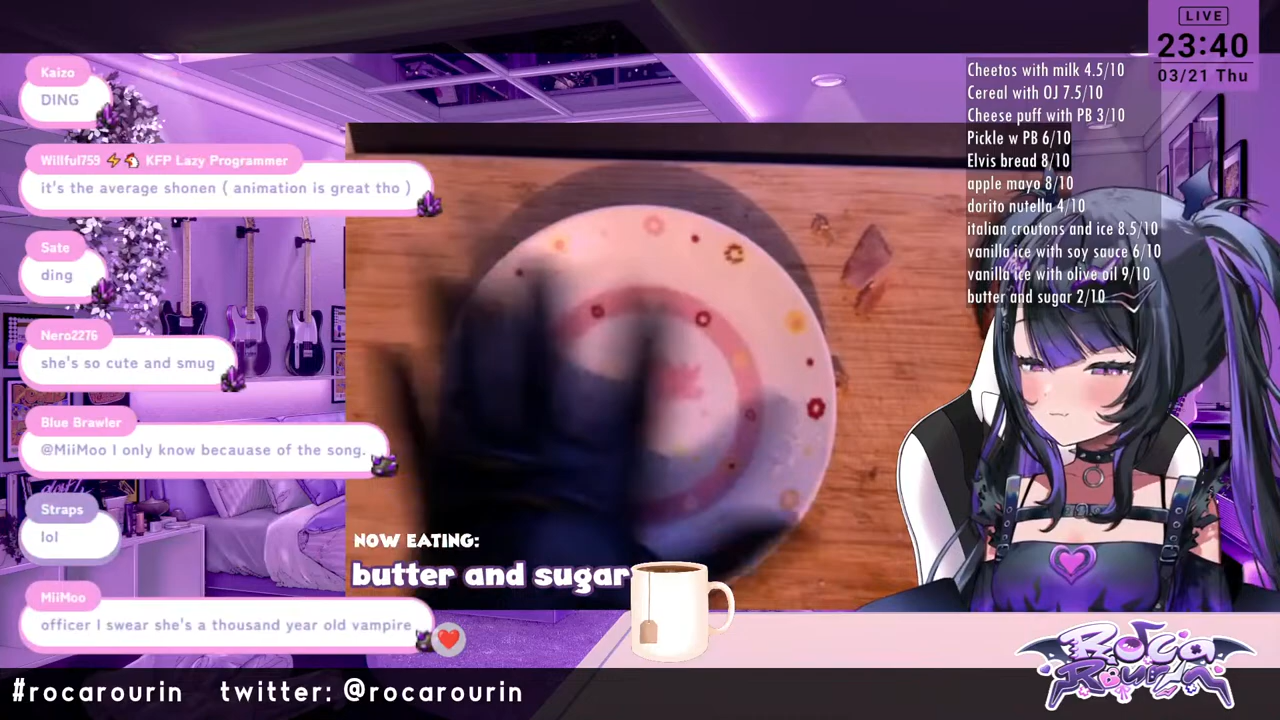 LIVE
23:40
03/21 Thu
Kaizo
DING
Willful759 ⚡🐔 KFP Lazy Programmer
it's the average shonen ( animation is great tho )
Sate
ding
Nero2276
she's so cute and smug
Blue Brawler
@MiiMoo I only know becauase of the song.
Straps
lol
MiiMoo
officer I swear she's a thousand year old vampire
Cheetos with milk 4.5/10
Cereal with OJ 7.5/10
Cheese puff with PB 3/10
Pickle w PB 6/10
Elvis bread 8/10
apple mayo 8/10
dorito nutella 4/10
italian croutons and ice 8.5/10
vanilla ice with soy sauce 6/10
vanilla ice with olive oil 9/10
butter and sugar 2/10
NOW EATING:
butter and sugar
Roca
Rourin
#rocarourin twitter: @rocarourin